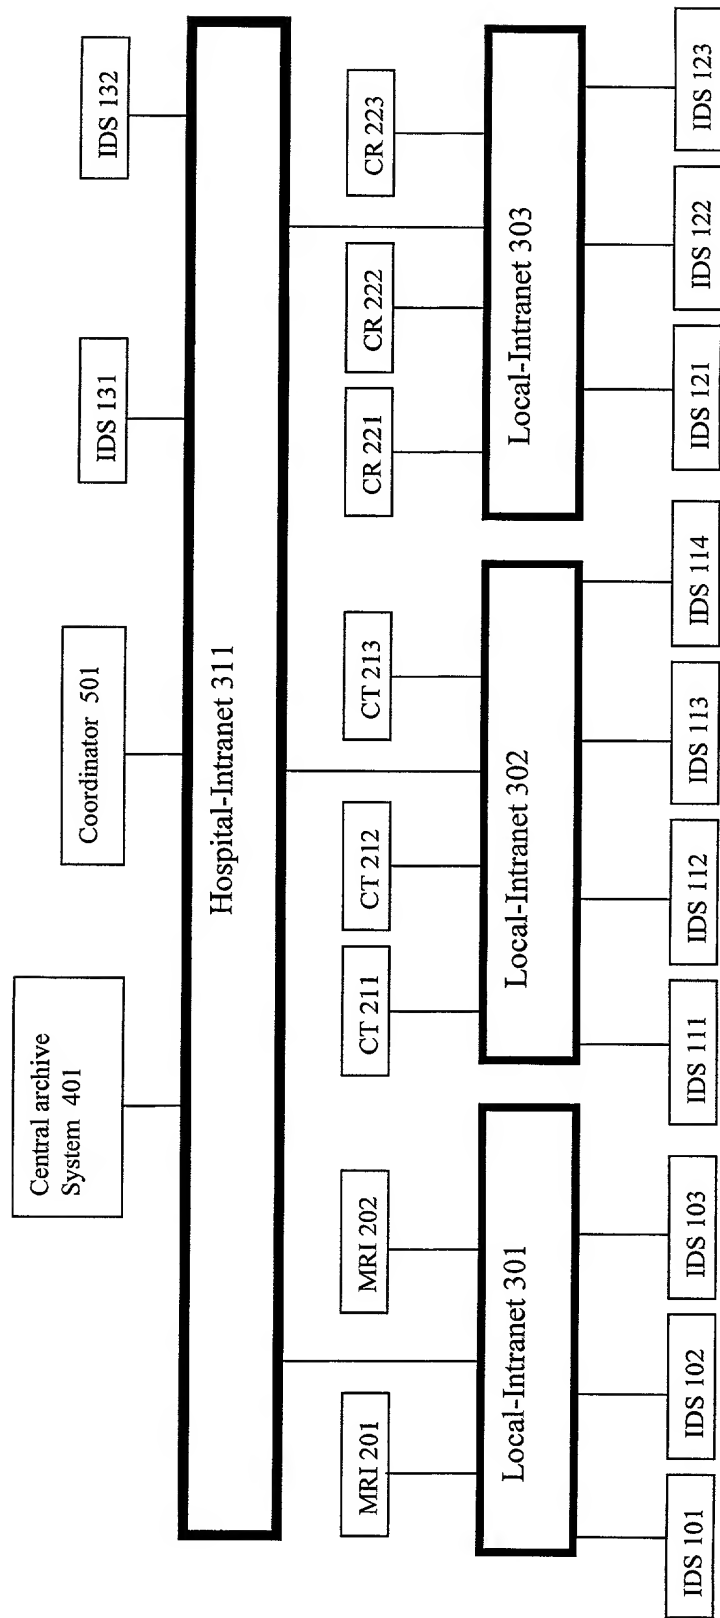 Central archive
System 401
Coordinator 501
IDS 131
IDS 132
Hospital-Intranet 311
MRI 201
MRI 202
CT 211
CT 212
CT 213
CR 221
CR 222
CR 223
Local-Intranet 301
Local-Intranet 302
Local-Intranet 303
IDS 101
IDS 102
IDS 103
IDS 111
IDS 112
IDS 113
IDS 114
IDS 121
IDS 122
IDS 123